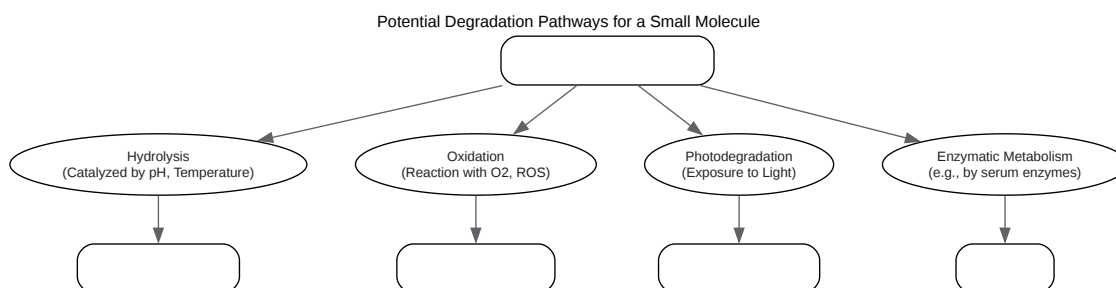 Potential Degradation Pathways for a Small Molecule
Hydrolysis
(Catalyzed by pH, Temperature)
Oxidation
(Reaction with O2, ROS)
Photodegradation
(Exposure to Light)
Enzymatic Metabolism
(e.g., by serum enzymes)